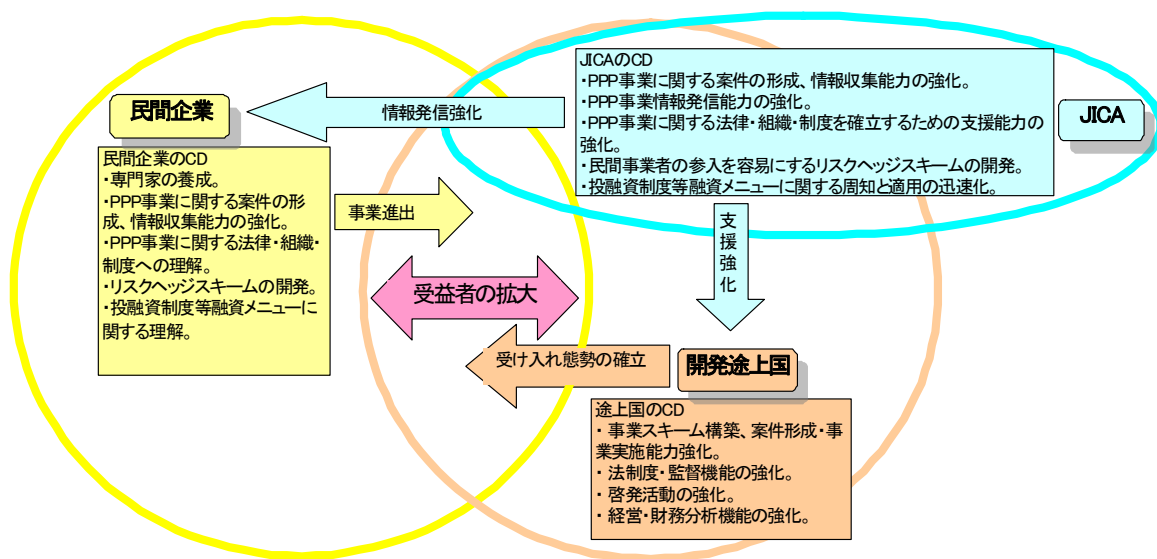 JICAのCD
・PPP事業に関する案件の形成、情報収集能力の強化。
・PPP事業情報発信能力の強化。
・PPP事業に関する法律・組織・制度を確立するための支援能力の
強化。
・民間事業者の参入を容易にするリスクヘッジスキームの開発。
・投融資制度等融資メニューに関する周知と適用の迅速化。
JICA
情報発信強化
民間企業
民間企業のCD
・専門家の養成。
・PPP事業に関する案件の形
成、情報収集能力の強化。
・PPP事業に関する法律・組織・
制度への理解。
・リスクヘッジスキームの開発。
・投融資制度等融資メニューに
関する理解。
事業進出
支援強化
受益者の拡大
受け入れ態勢の確立
開発途上国
途上国のCD
・ 事業スキーム構築、案件形成・事
業実施能力強化。
・ 法制度・監督機能の強化。
・ 啓発活動の強化。
・ 経営・財務分析機能の強化。